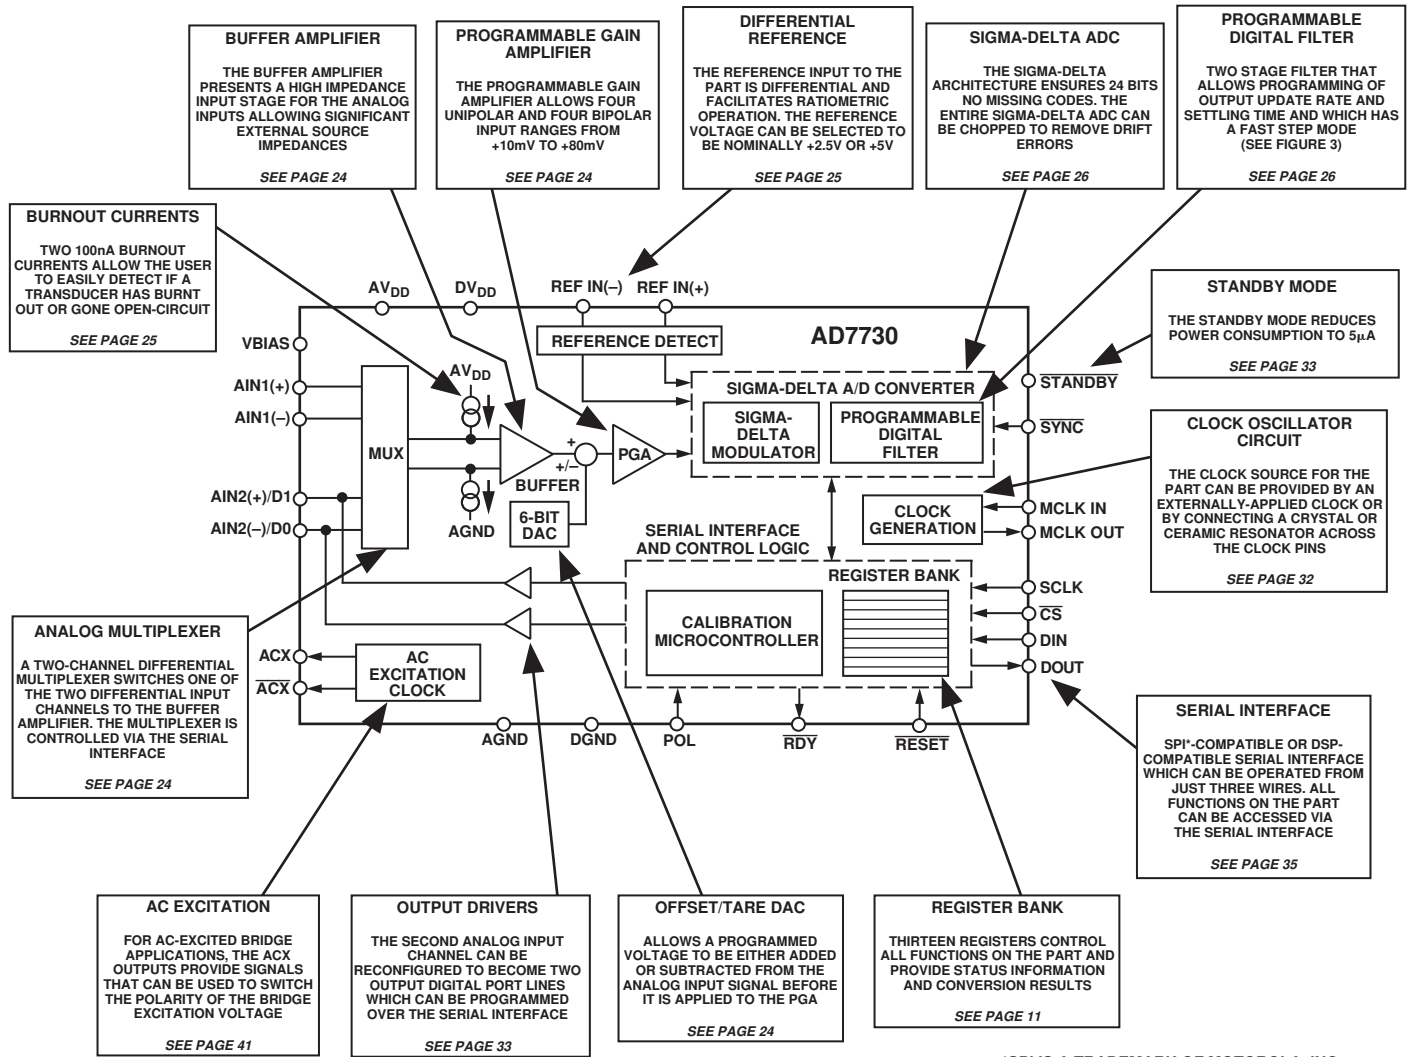 BUFFER AMPLIFIER
THE BUFFER AMPLIFIER
PRESENTS A HIGH IMPEDANCE
INPUT STAGE FOR THE ANALOG
INPUTS ALLOWING SIGNIFICANT
EXTERNAL SOURCE
IMPEDANCES
SEE PAGE 24
PROGRAMMABLE GAIN
AMPLIFIER
THE PROGRAMMABLE GAIN
AMPLIFIER ALLOWS FOUR
UNIPOLAR AND FOUR BIPOLAR
INPUT RANGES FROM
+10mV TO +80mV
SEE PAGE 24
DIFFERENTIAL
REFERENCE
THE REFERENCE INPUT TO THE
PART IS DIFFERENTIAL AND
FACILITATES RATIOMETRIC
OPERATION. THE REFERENCE
VOLTAGE CAN BE SELECTED TO
BE NOMINALLY +2.5V OR +5V
SEE PAGE 25
SIGMA-DELTA ADC
THE SIGMA-DELTA
ARCHITECTURE ENSURES 24 BITS
NO MISSING CODES. THE
ENTIRE SIGMA-DELTA ADC CAN
BE CHOPPED TO REMOVE DRIFT
ERRORS
SEE PAGE 26
PROGRAMMABLE
DIGITAL FILTER
TWO STAGE FILTER THAT
ALLOWS PROGRAMMING OF
OUTPUT UPDATE RATE AND
SETTLING TIME AND WHICH HAS
A FAST STEP MODE
(SEE FIGURE 3)
SEE PAGE 26
BURNOUT CURRENTS
TWO 100nA BURNOUT
CURRENTS ALLOW THE USER
TO EASILY DETECT IF A
TRANSDUCER HAS BURNT
OUT OR GONE OPEN-CIRCUIT
SEE PAGE 25
STANDBY MODE
THE STANDBY MODE REDUCES
POWER CONSUMPTION TO 5μA
SEE PAGE 33
CLOCK OSCILLATOR
CIRCUIT
THE CLOCK SOURCE FOR THE
PART CAN BE PROVIDED BY AN
EXTERNALLY-APPLIED CLOCK OR
BY CONNECTING A CRYSTAL OR
CERAMIC RESONATOR ACROSS
THE CLOCK PINS
SEE PAGE 32
AVDD
DVDD
REF IN(–)
REF IN(+)
AD7730
REFERENCE DETECT
VBIAS
AIN1(+)
AIN1(–)
AIN2(+)/D1
AIN2(–)/D0
MUX
AVDD
AGND
BUFFER
+
+/–
6-BIT
DAC
PGA
SIGMA-DELTA A/D CONVERTER
SIGMA-
DELTA
MODULATOR
PROGRAMMABLE
DIGITAL
FILTER
STANDBY
SYNC
CLOCK
GENERATION
MCLK IN
MCLK OUT
SERIAL INTERFACE
AND CONTROL LOGIC
REGISTER BANK
CALIBRATION
MICROCONTROLLER
SCLK
CS
DIN
DOUT
AC
EXCITATION
CLOCK
ACX
ACX
AGND
DGND
POL
RDY
RESET
ANALOG MULTIPLEXER
A TWO-CHANNEL DIFFERENTIAL
MULTIPLEXER SWITCHES ONE OF
THE TWO DIFFERENTIAL INPUT
CHANNELS TO THE BUFFER
AMPLIFIER. THE MULTIPLEXER IS
CONTROLLED VIA THE SERIAL
INTERFACE
SEE PAGE 24
SERIAL INTERFACE
SPI*-COMPATIBLE OR DSP-
COMPATIBLE SERIAL INTERFACE
WHICH CAN BE OPERATED FROM
JUST THREE WIRES. ALL
FUNCTIONS ON THE PART
CAN BE ACCESSED VIA
THE SERIAL INTERFACE
SEE PAGE 35
AC EXCITATION
FOR AC-EXCITED BRIDGE
APPLICATIONS, THE ACX
OUTPUTS PROVIDE SIGNALS
THAT CAN BE USED TO SWITCH
THE POLARITY OF THE BRIDGE
EXCITATION VOLTAGE
SEE PAGE 41
OUTPUT DRIVERS
THE SECOND ANALOG INPUT
CHANNEL CAN BE
RECONFIGURED TO BECOME TWO
OUTPUT DIGITAL PORT LINES
WHICH CAN BE PROGRAMMED
OVER THE SERIAL INTERFACE
SEE PAGE 33
OFFSET/TARE DAC
ALLOWS A PROGRAMMED
VOLTAGE TO BE EITHER ADDED
OR SUBTRACTED FROM THE
ANALOG INPUT SIGNAL BEFORE
IT IS APPLIED TO THE PGA
SEE PAGE 24
REGISTER BANK
THIRTEEN REGISTERS CONTROL
ALL FUNCTIONS ON THE PART AND
PROVIDE STATUS INFORMATION
AND CONVERSION RESULTS
SEE PAGE 11